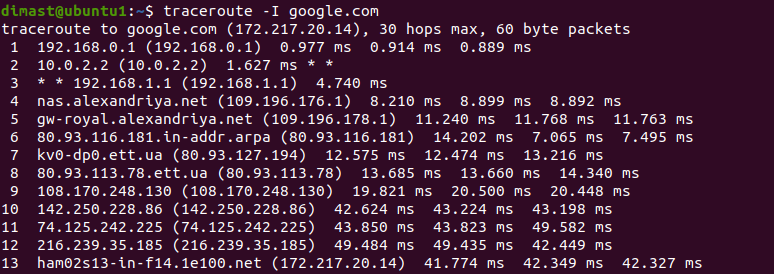 dimast@ubuntu1:~$ traceroute -I google.com
traceroute to google.com (172.217.20.14), 30 hops max, 60 byte packets
 1  192.168.0.1 (192.168.0.1)  0.977 ms  0.914 ms  0.889 ms
 2  10.0.2.2 (10.0.2.2)  1.627 ms * *
 3  * * 192.168.1.1 (192.168.1.1)  4.740 ms
 4  nas.alexandriya.net (109.196.176.1)  8.210 ms  8.899 ms  8.892 ms
 5  gw-royal.alexandriya.net (109.196.178.1)  11.240 ms  11.768 ms  11.763 ms
 6  80.93.116.181.in-addr.arpa (80.93.116.181)  14.202 ms  7.065 ms  7.495 ms
 7  kv0-dp0.ett.ua (80.93.127.194)  12.575 ms  12.474 ms  13.216 ms
 8  80.93.113.78.ett.ua (80.93.113.78)  13.685 ms  13.660 ms  14.340 ms
 9  108.170.248.130 (108.170.248.130)  19.821 ms  20.500 ms  20.448 ms
10  142.250.228.86 (142.250.228.86)  42.624 ms  43.224 ms  43.198 ms
11  74.125.242.225 (74.125.242.225)  43.850 ms  43.823 ms  49.582 ms
12  216.239.35.185 (216.239.35.185)  49.484 ms  49.435 ms  42.449 ms
13  ham02s13-in-f14.1e100.net (172.217.20.14)  41.774 ms  42.349 ms  42.327 ms